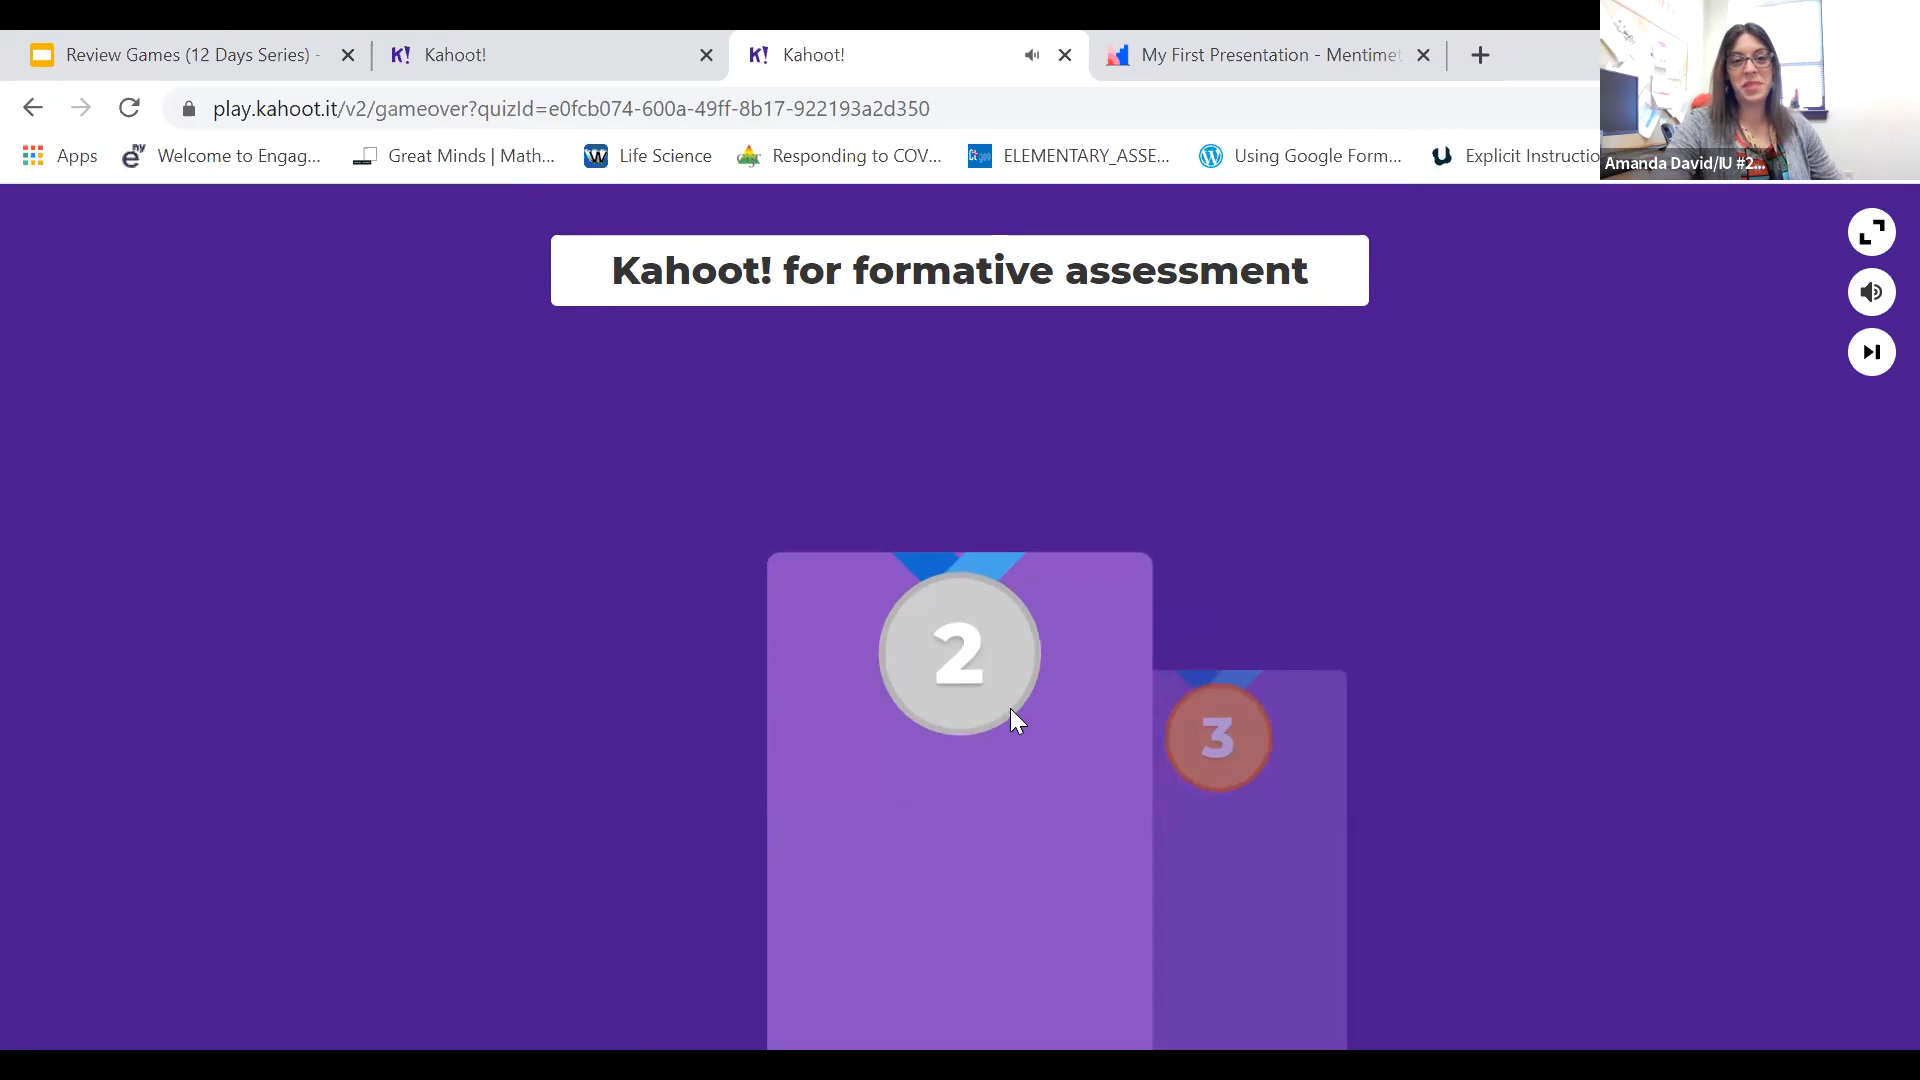 Review Games (12 Days Series) -
K! Kahoot!
K! Kahoot!
My First Presentation - Mentimet
play.kahoot.it/v2/gameover?quizId=e0fcb074-600a-49ff-8b17-922193a2d350
Apps
Welcome to Engag...
Great Minds | Math...
Life Science
Responding to COV...
ELEMENTARY_ASSE...
Using Google Form...
Explicit Instructio
Amanda David/IU #2...
Kahoot! for formative assessment
2
3